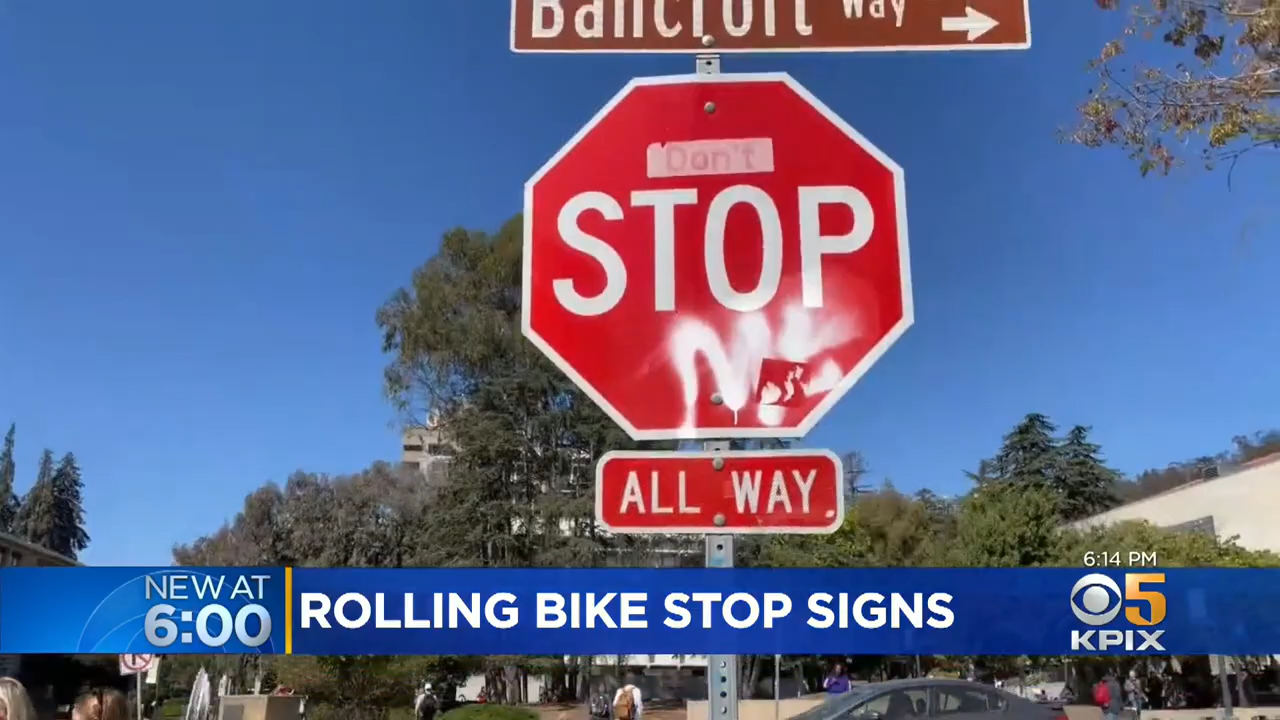 Bancroft Way
Don't
STOP
ALL WAY
6:14 PM
NEW AT
6:00
ROLLING BIKE STOP SIGNS
5
KPIX